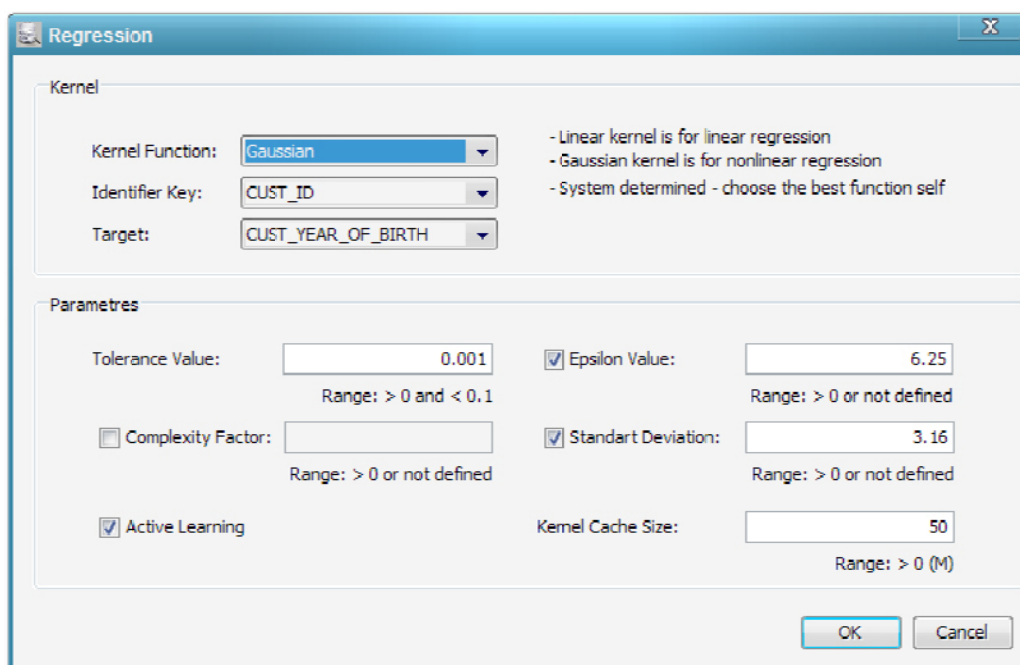 Regression
X
Kernel
Kernel Function: Gaussian
- Linear kernel is for linear regression
- Gaussian kernel is for nonlinear regression
Identifier Key: CUST_ID
- System determined - choose the best function self
Target: CUST_YEAR_OF_BIRTH
Parametres
Tolerance Value: 0.001 Epsilon Value: 6.25
Range: > 0 and < 0.1 Range: > 0 or not defined
Complexity Factor: Standart Deviation: 3.16
Range: > 0 or not defined Range: > 0 or not defined
Active Learning Kernel Cache Size: 50
Range: > 0 (M)
OK Cancel